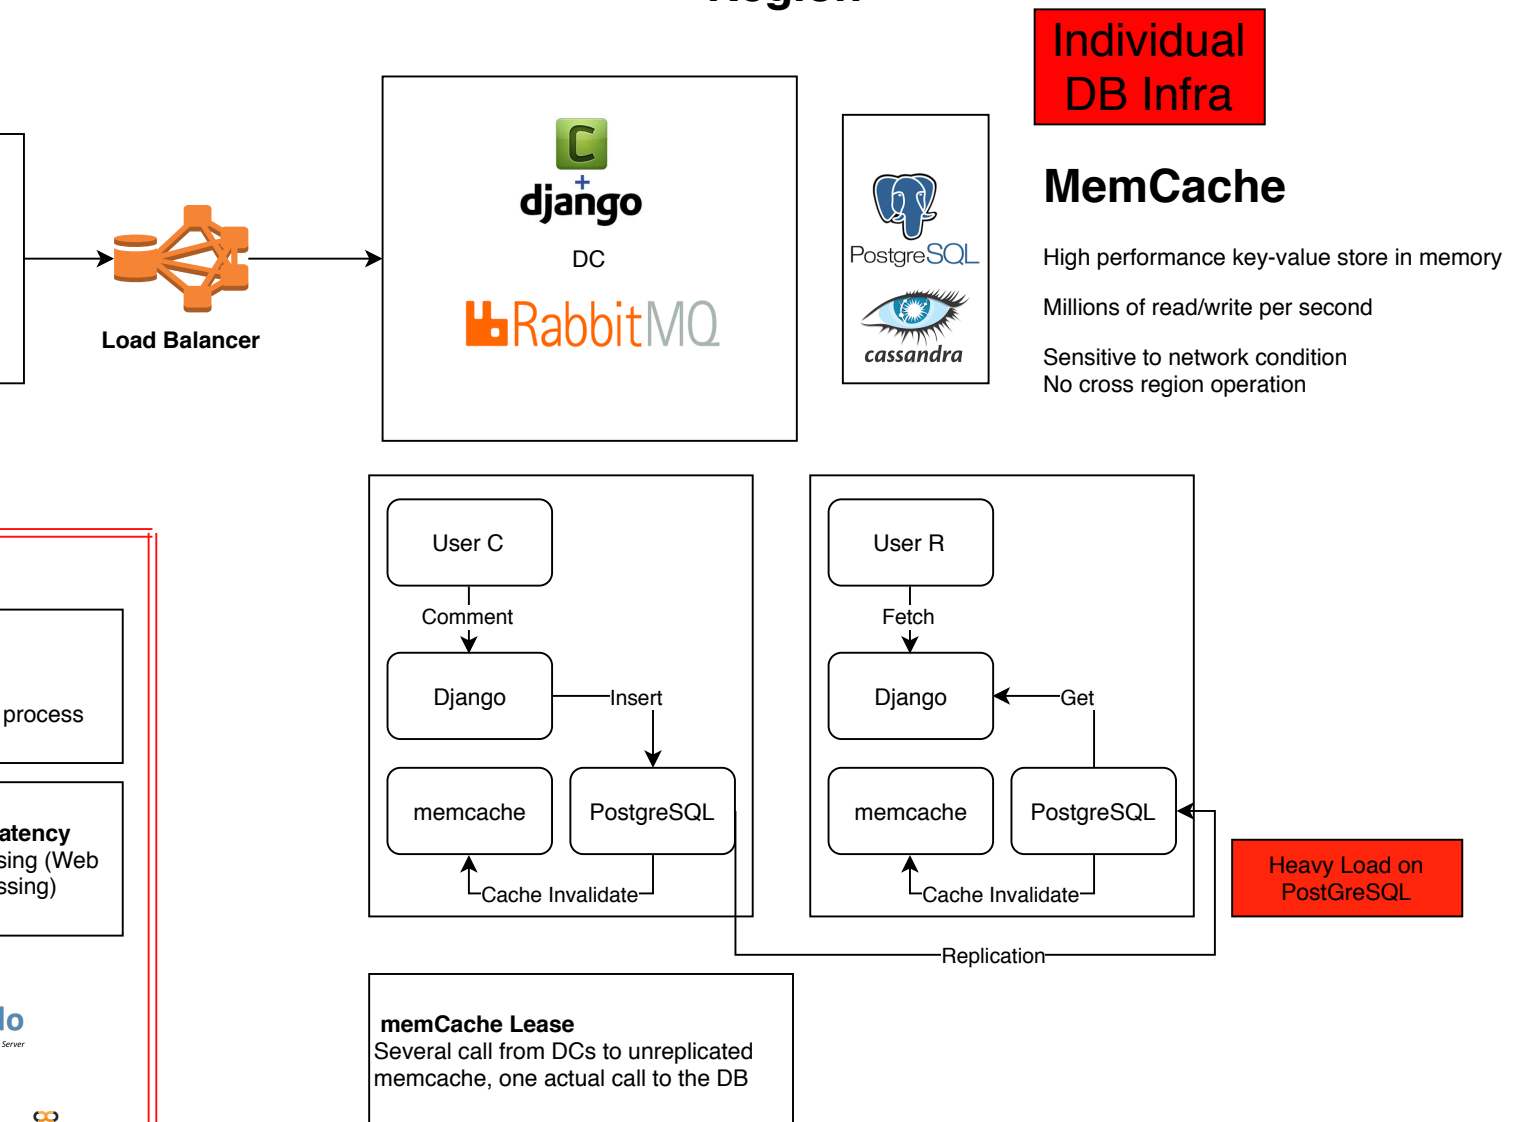 Region
Individual
DB Infra
C
+
django
DC
RabbitMQ
Load Balancer
PostgreSQL
cassandra
MemCache
High performance key-value store in memory
Millions of read/write per second
Sensitive to network condition
No cross region operation
User C
Comment
Django
Insert
memcache
PostgreSQL
Cache Invalidate
User R
Fetch
Django
Get
memcache
PostgreSQL
Cache Invalidate
Replication
Heavy Load on
PostGreSQL
process
atency
sing (Web
ssing)
do
Server
memCache Lease
Several call from DCs to unreplicated
memcache, one actual call to the DB